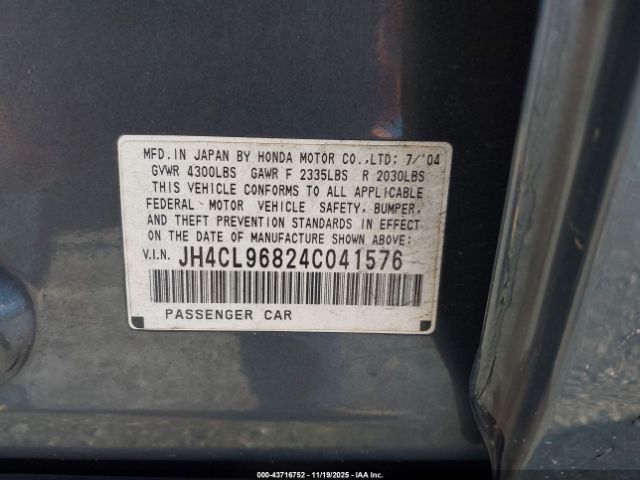 MFD. IN JAPAN BY HONDA MOTOR CO.,LTD: 7/'04
GVWR 4300LBS GAWR F 2335LBS R 2030LBS
THIS VEHICLE CONFORMS TO ALL APPLICABLE
FEDERAL MOTOR VEHICLE SAFETY, BUMPER,
AND THEFT PREVENTION STANDARDS IN EFFECT
ON THE DATE OF MANUFACTURE SHOWN ABOVE:
V.I.N. JH4CL96824C041576
PASSENGER CAR
000-43716752 - 11/19/2025 - IAA Inc.